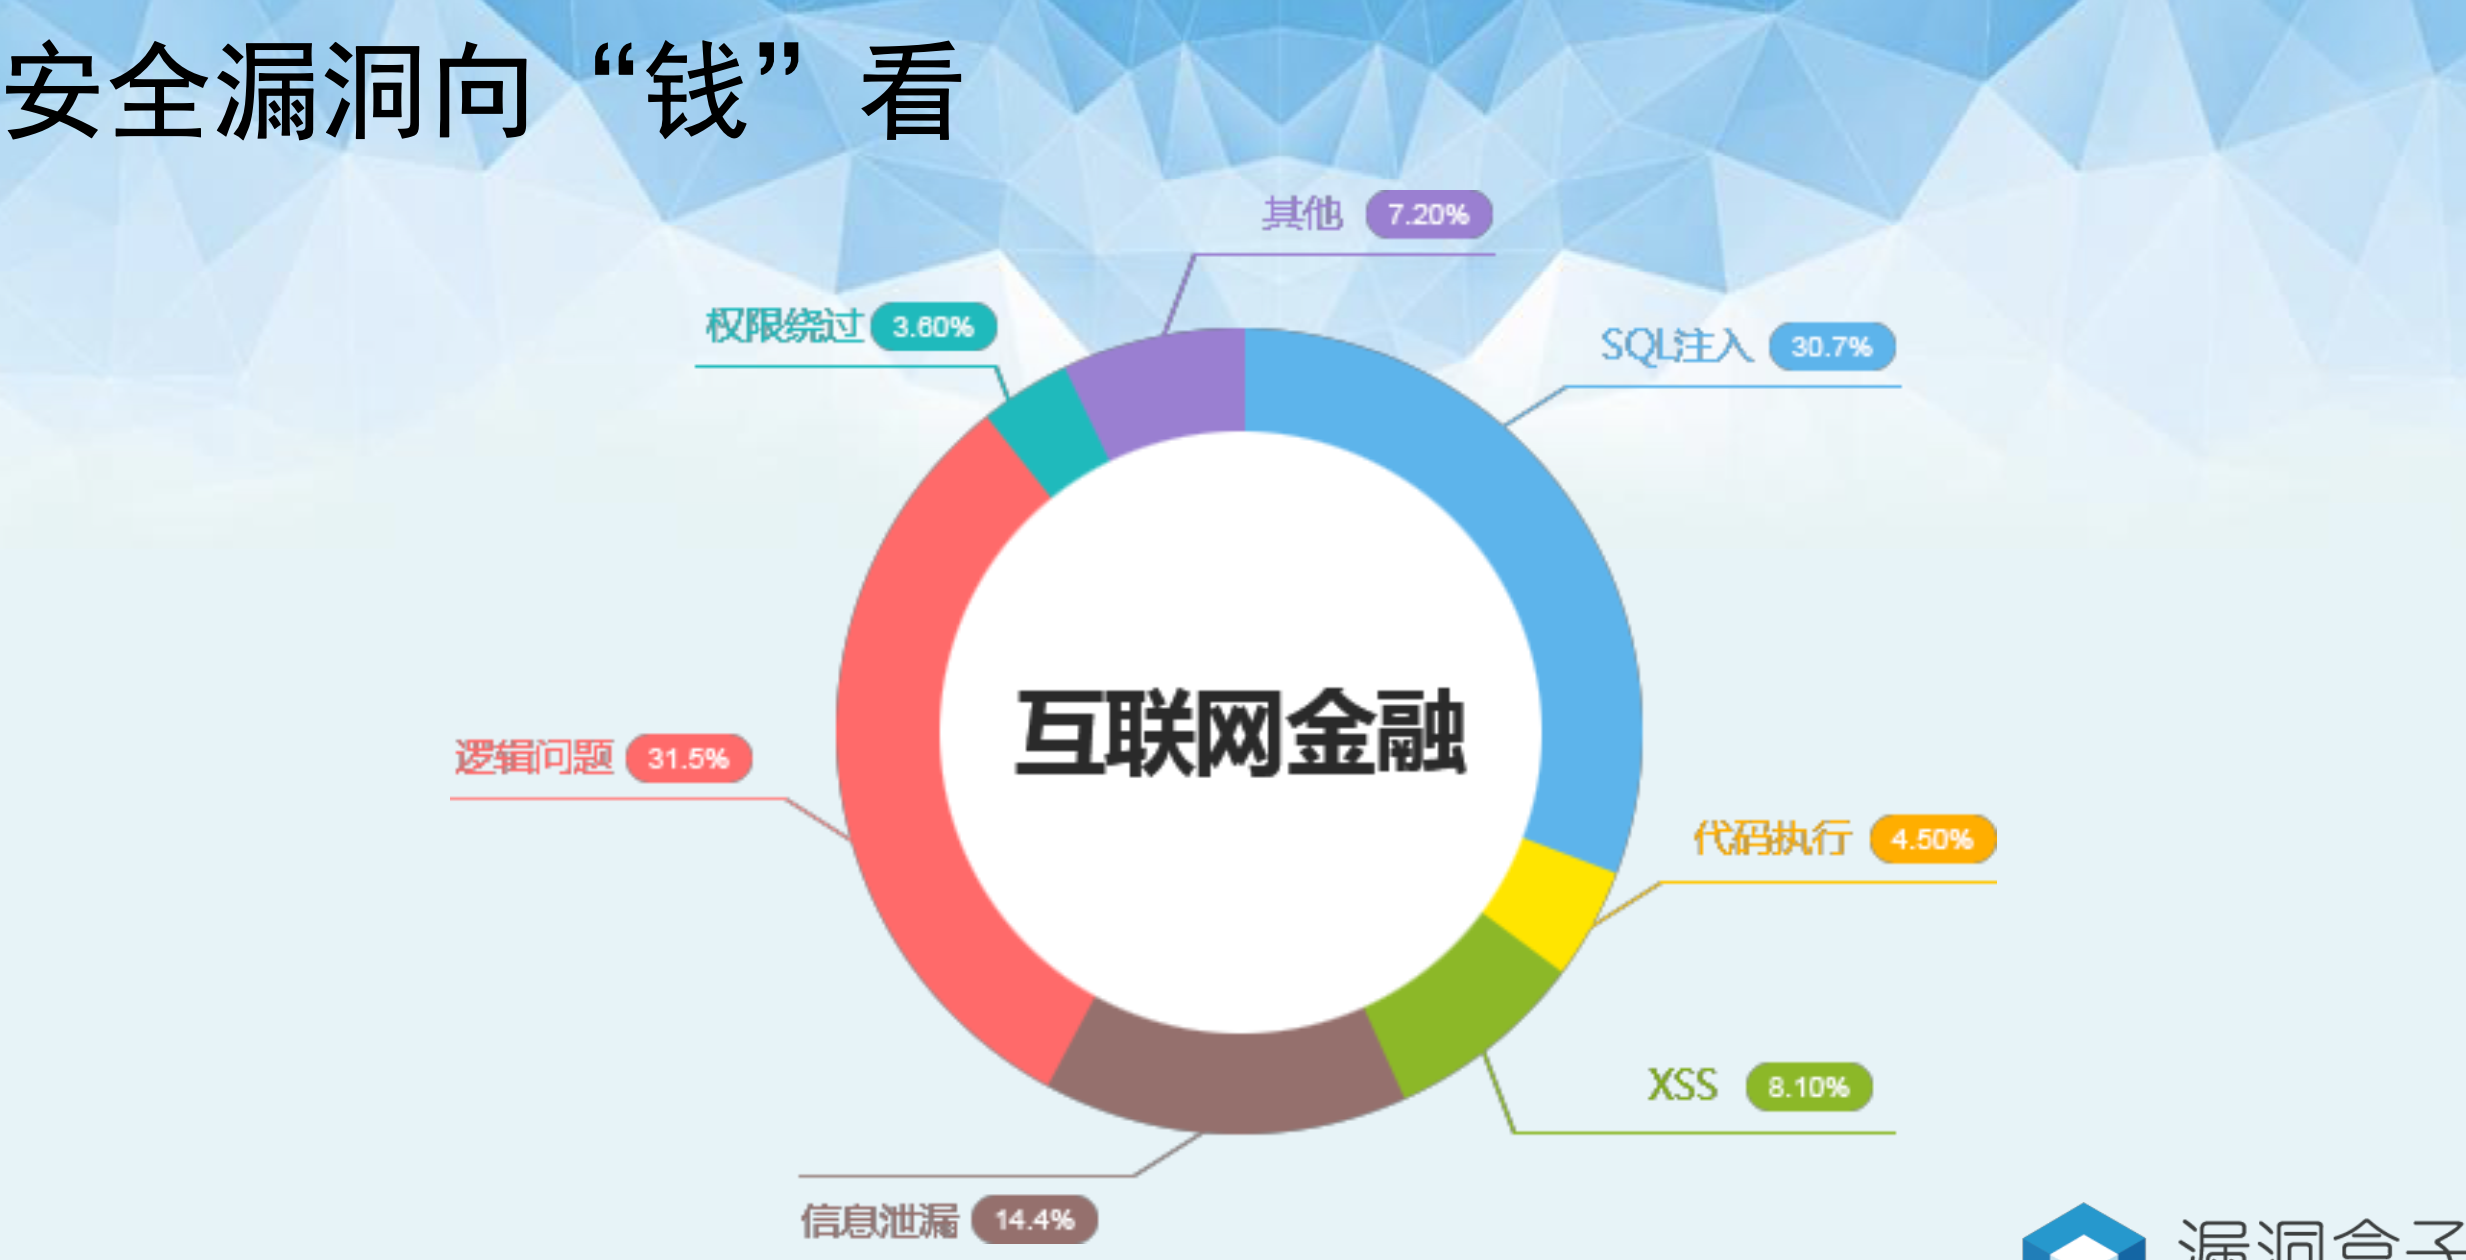 安全漏洞向“钱”看
其他 7.20%
权限绕过 3.60%
SQL注入 30.7%
互联网金融
逻辑问题 31.5%
代码执行 4.50%
XSS 8.10%
信息泄漏 14.4%
漏洞盒子